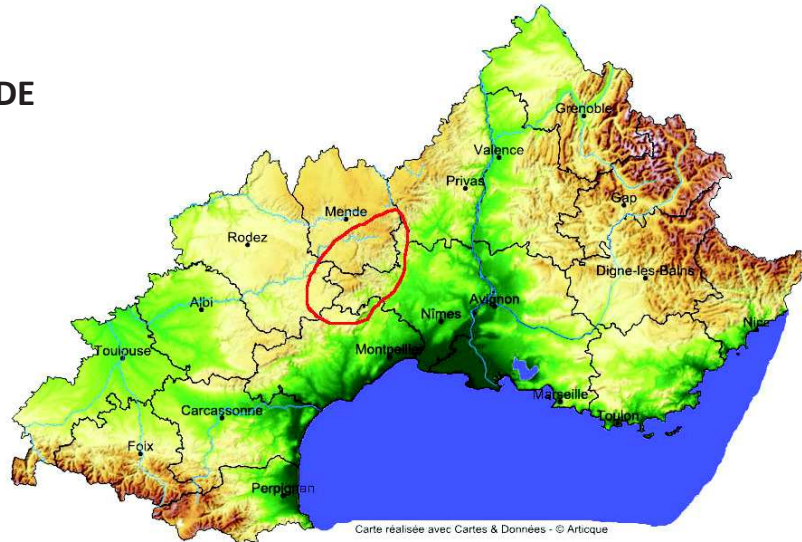 DE
Grenoble
Valence
Privas
Mende
Gap
Rodez
Digne-les-Bains
Albi
Avignon
Nîmes
Nice
Toulouse
Montpellier
Marseille
Carcassonne
Toulon
Foix
Perpignan
Carte réalisée avec Cartes & Données - © Articque